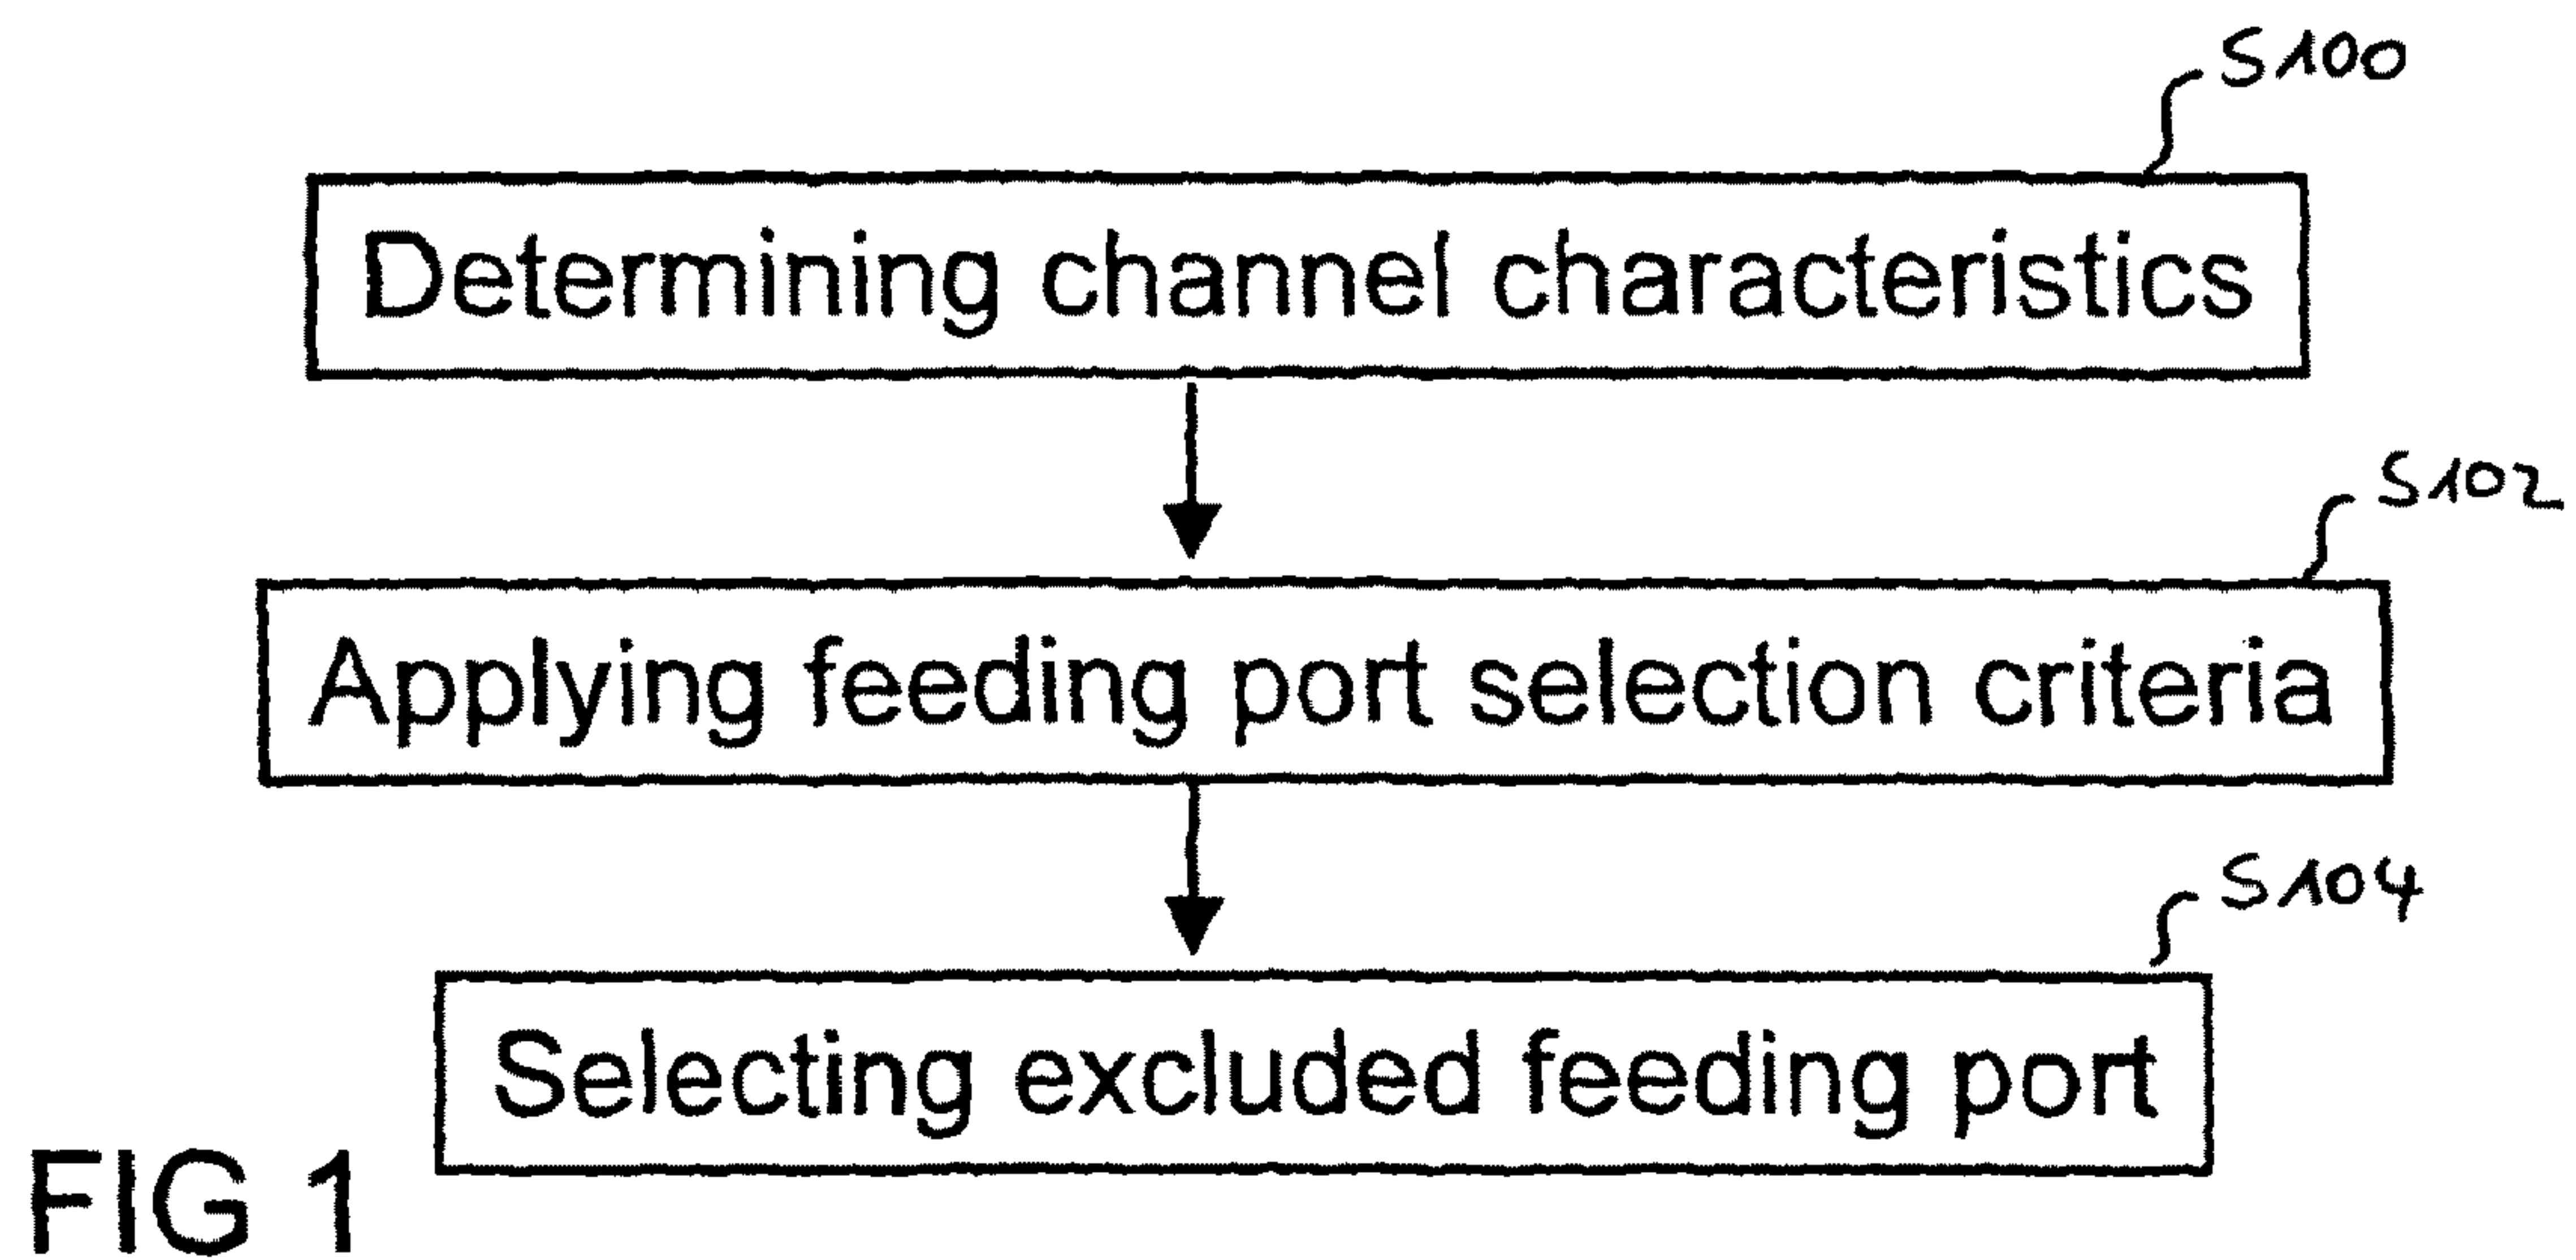 S100
Determining channel characteristics
S102
Applying feeding port selection criteria
S104
Selecting excluded feeding port
FIG 1